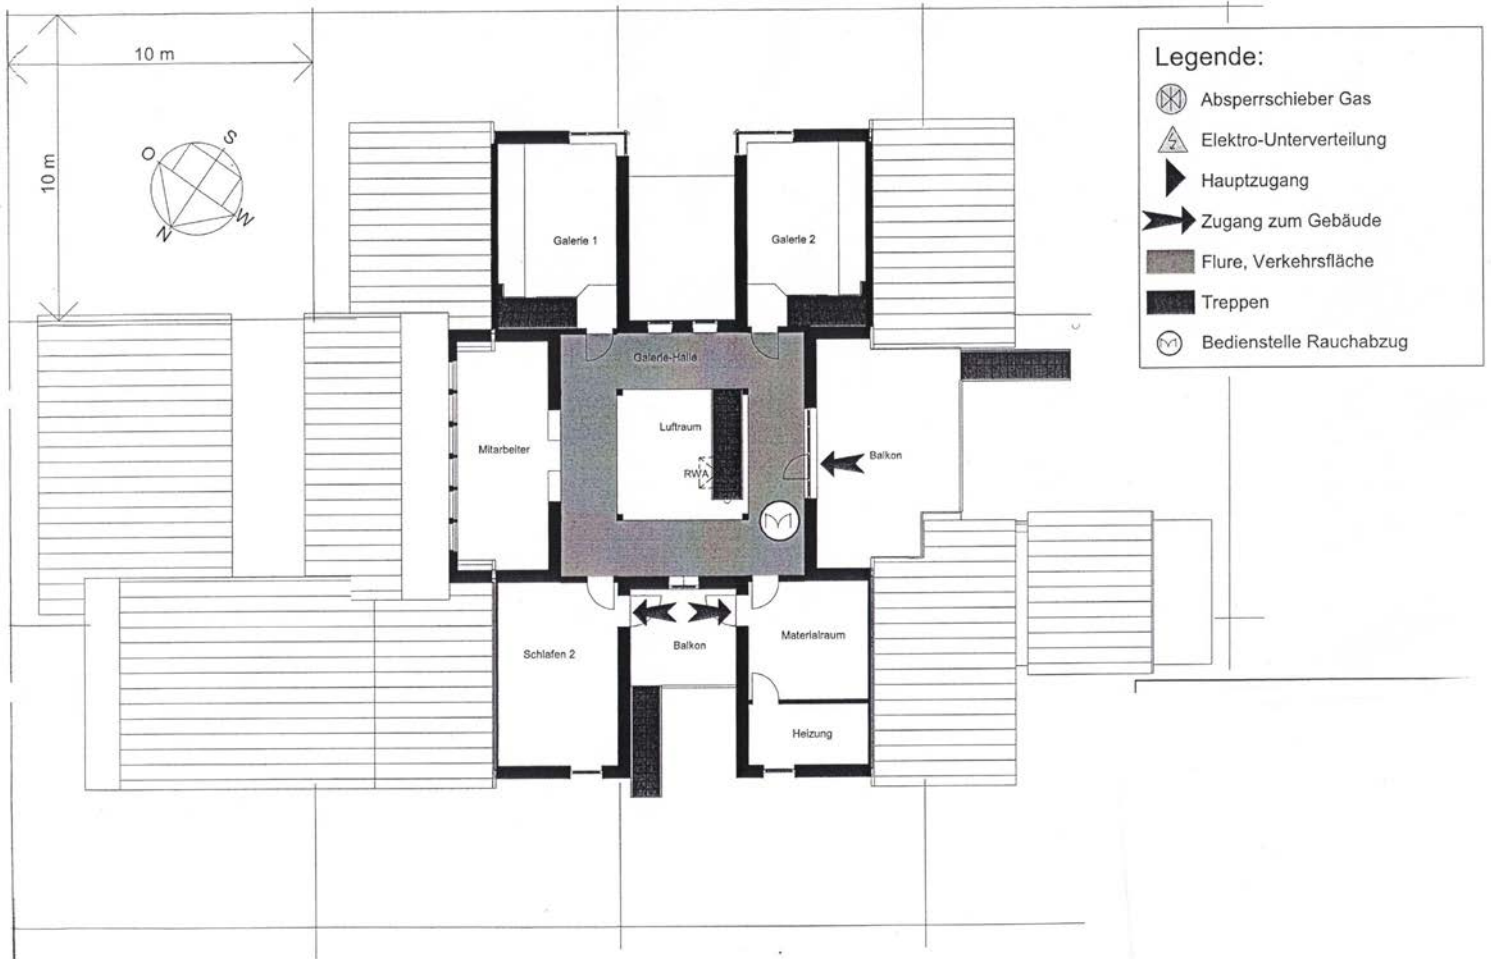 10 m
10 m
S
O
W
N
Legende:
Absperrschieber Gas
Elektro-Unterverteilung
Hauptzugang
Zugang zum Gebäude
Flure, Verkehrsfläche
Treppen
Bedienstelle Rauchabzug
Galerie 1
Galerie 2
Galerie-Halle
Luftraum
Mitarbeiter
RWA
Balkon
Schlafen 2
Balkon
Materialraum
Heizung